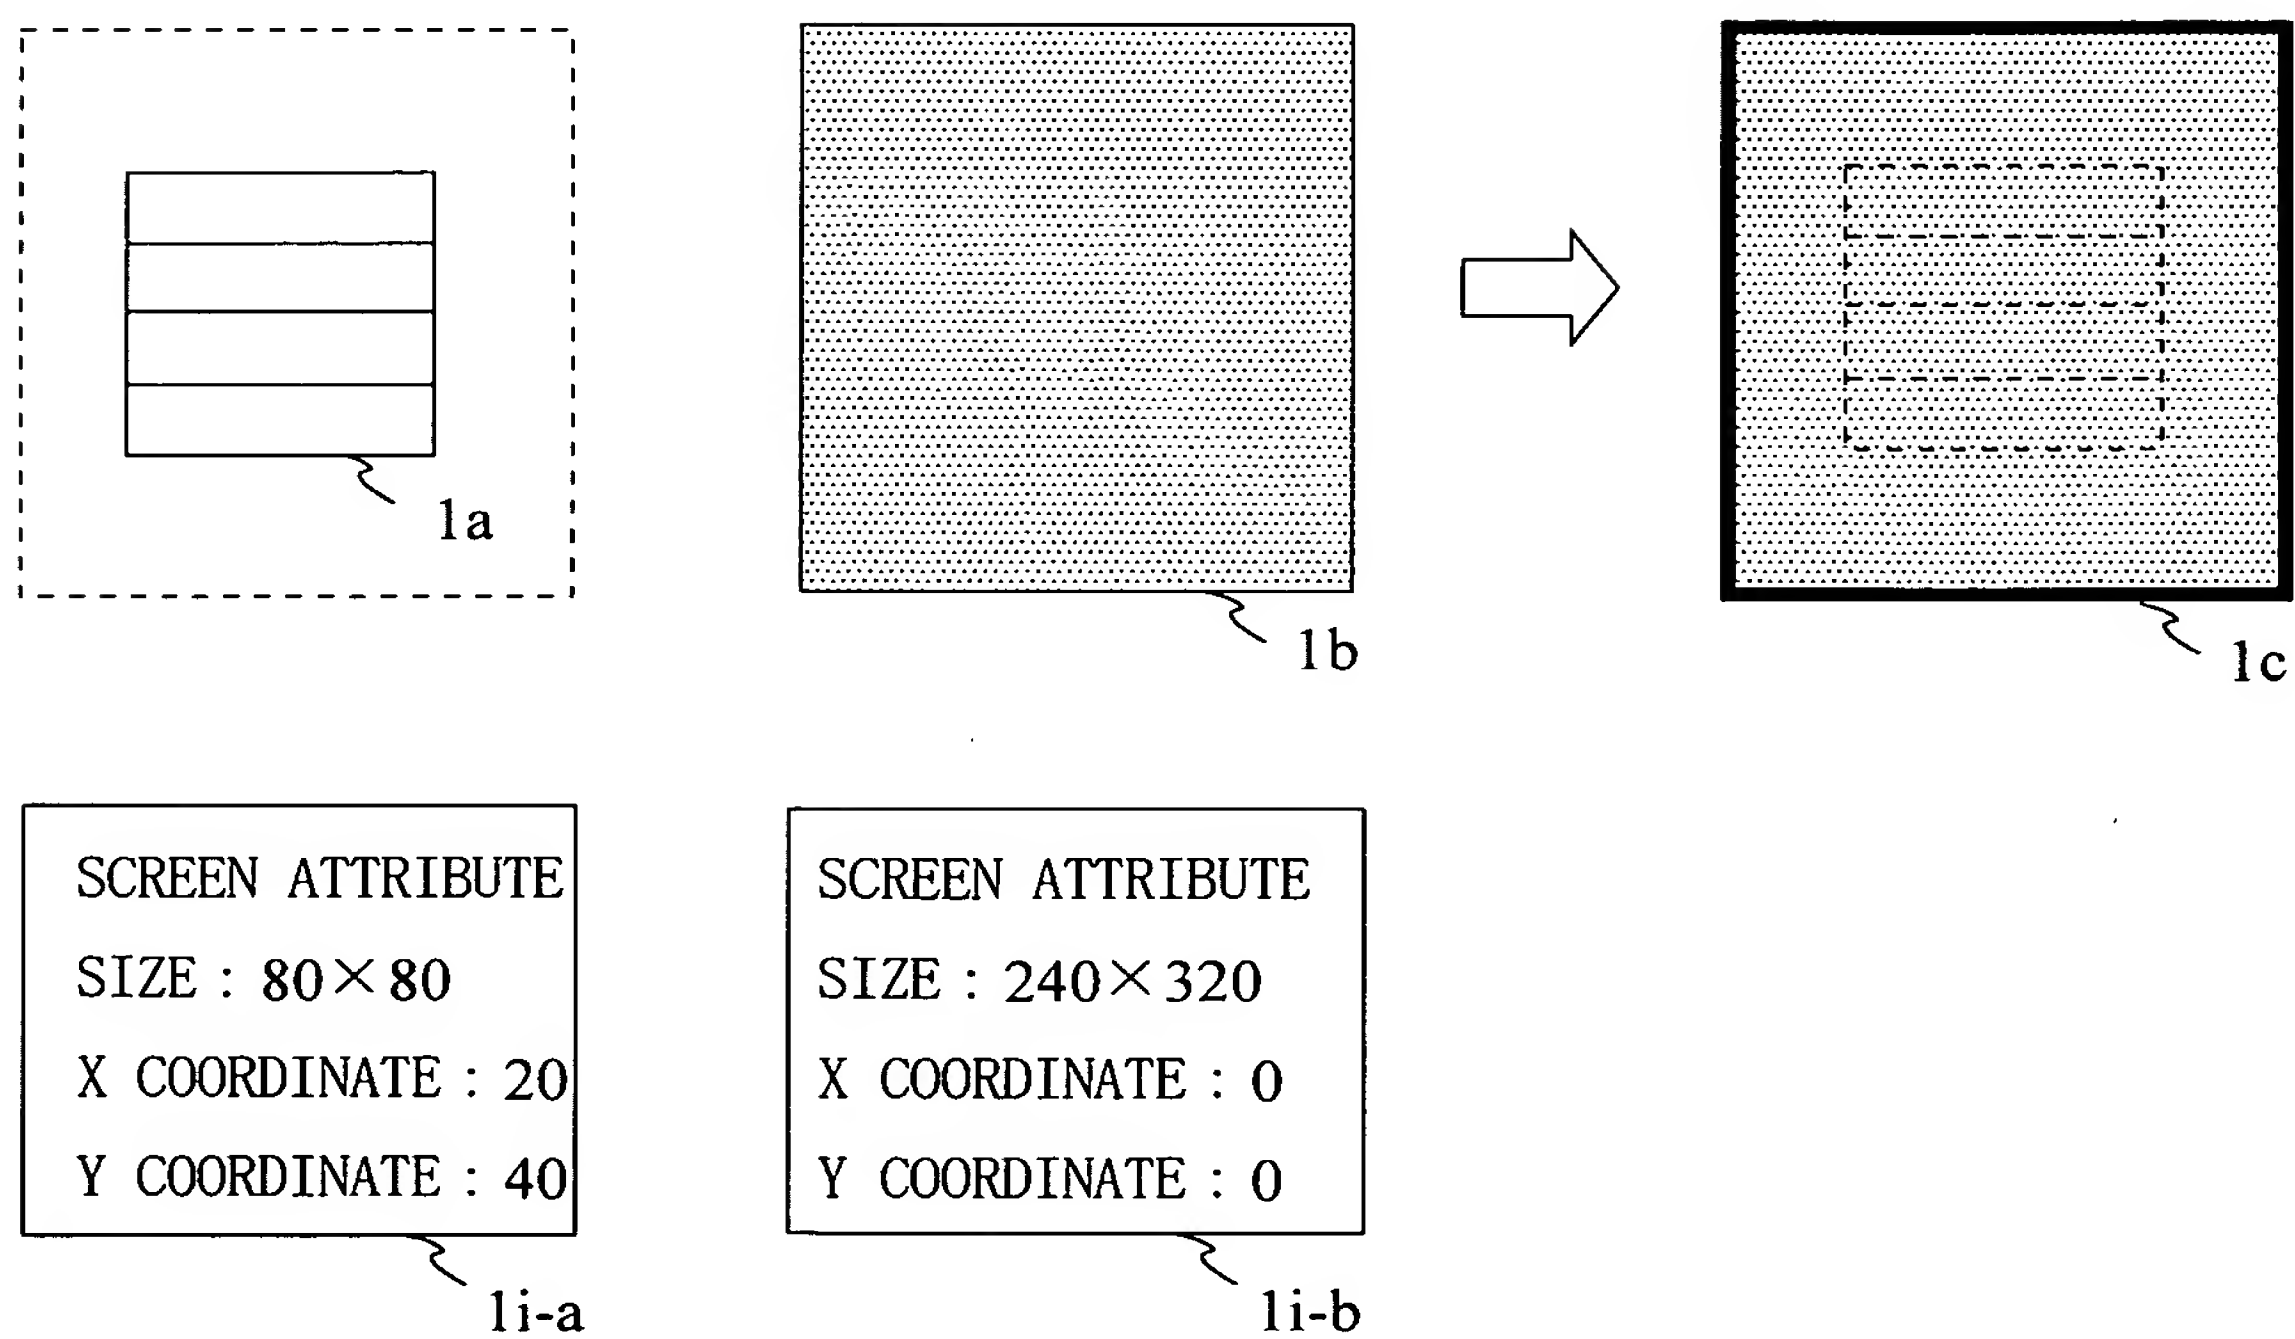 1a
1b
1c
SCREEN ATTRIBUTE
SIZE : 80×80
X COORDINATE : 20
Y COORDINATE : 40
1i-a
SCREEN ATTRIBUTE
SIZE : 240×320
X COORDINATE : 0
Y COORDINATE : 0
1i-b